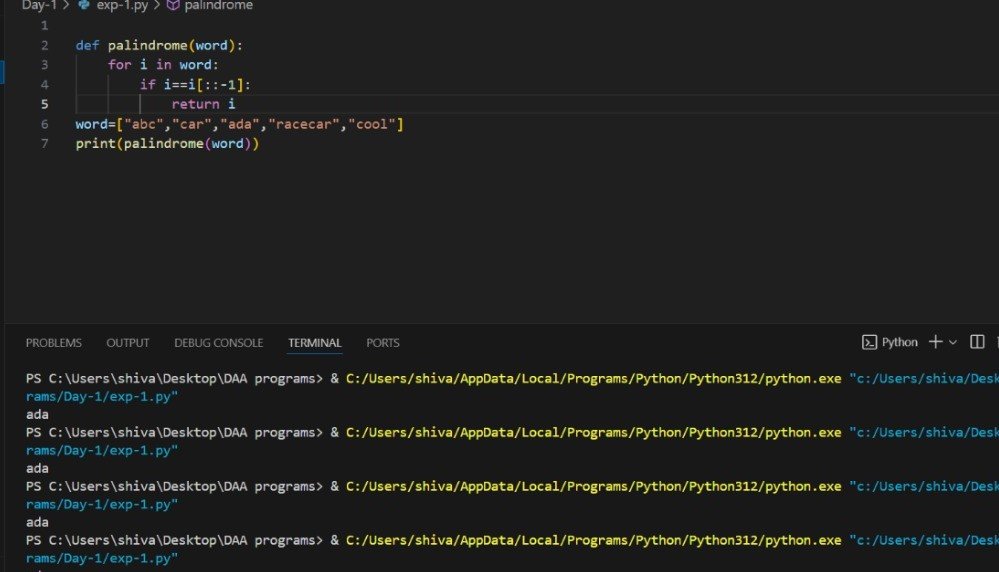 Day-1 > exp-1.py > palindrome
1
2 def palindrome(word):
3 for i in word:
4 if i==i[::-1]:
5 return i
6 word=["abc","car","ada","racecar","cool"]
7 print(palindrome(word))
PROBLEMS OUTPUT DEBUG CONSOLE TERMINAL PORTS Python
PS C:\Users\shiva\Desktop\DAA programs> & C:/Users/shiva/AppData/Local/Programs/Python/Python312/python.exe "c:/Users/shiva/Desk
rams/Day-1/exp-1.py"
ada
PS C:\Users\shiva\Desktop\DAA programs> & C:/Users/shiva/AppData/Local/Programs/Python/Python312/python.exe "c:/Users/shiva/Desk
rams/Day-1/exp-1.py"
ada
PS C:\Users\shiva\Desktop\DAA programs> & C:/Users/shiva/AppData/Local/Programs/Python/Python312/python.exe "c:/Users/shiva/Desk
rams/Day-1/exp-1.py"
ada
PS C:\Users\shiva\Desktop\DAA programs> & C:/Users/shiva/AppData/Local/Programs/Python/Python312/python.exe "c:/Users/shiva/Desk
rams/Day-1/exp-1.py"